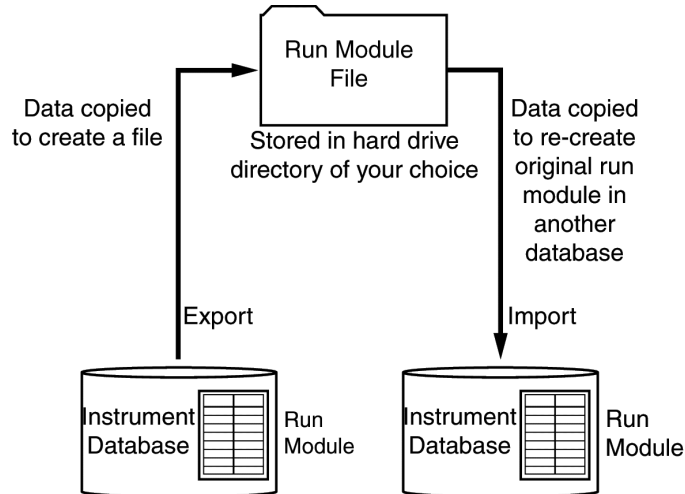 Run Module
File
Data copied
to create a file
Stored in hard drive
directory of your choice
Data copied
to re-create
original run
module in
another
database
Export
Import
Instrument
Database
Run
Module
Instrument
Database
Run
Module